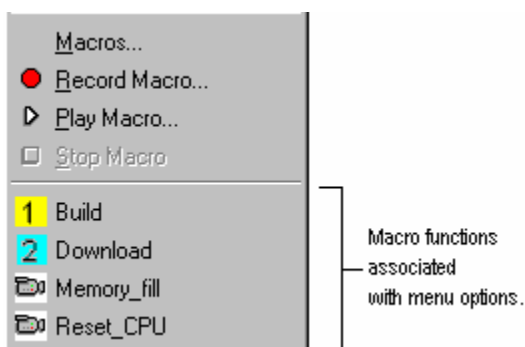 Macros...
Record Macro...
Play Macro...
Stop Macro
1 Build
2 Download
Memory_fill
Reset_CPU
Macro functions
associated
with menu options.